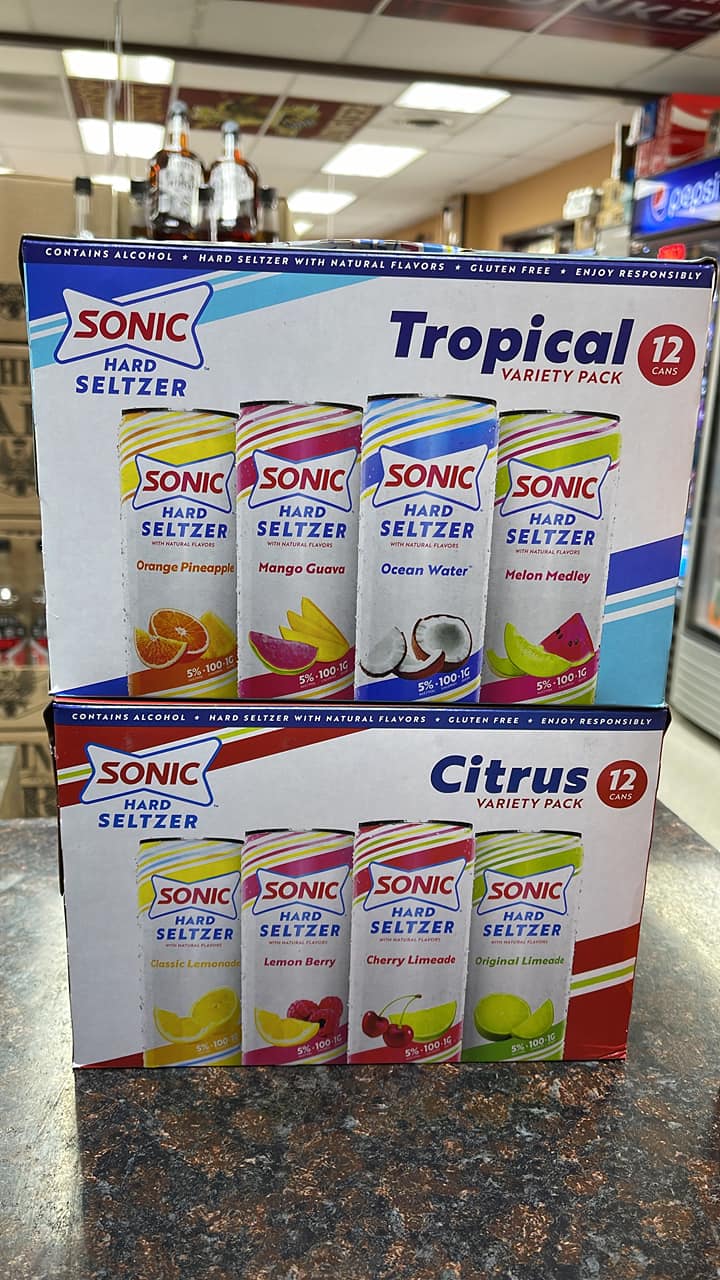 pepsi
CONTAINS ALCOHOL ★ HARD SELTZER WITH NATURAL FLAVORS ★ GLUTEN FREE ★ ENJOY RESPONSIBLY
SONIC
HARD
SELTZER
Tropical
VARIETY PACK
12
CANS
SONIC
HARD
SELTZER
WITH NATURAL FLAVORS
Orange Pineapple
5% · 100 · 1G
SONIC
HARD
SELTZER
WITH NATURAL FLAVORS
Mango Guava
5% · 100 · 1G
SONIC
HARD
SELTZER
WITH NATURAL FLAVORS
Ocean Water™
5% · 100 · 1G
SONIC
HARD
SELTZER
WITH NATURAL FLAVORS
Melon Medley
5% · 100 · 1G
CONTAINS ALCOHOL ★ HARD SELTZER WITH NATURAL FLAVORS ★ GLUTEN FREE ★ ENJOY RESPONSIBLY
SONIC
HARD
SELTZER
Citrus
VARIETY PACK
12
CANS
SONIC
HARD
SELTZER
WITH NATURAL FLAVORS
Classic Lemonade
5% · 100 · 1G
SONIC
HARD
SELTZER
WITH NATURAL FLAVORS
Lemon Berry
5% · 100 · 1G
SONIC
HARD
SELTZER
WITH NATURAL FLAVORS
Cherry Limeade
5% · 100 · 1G
SONIC
HARD
SELTZER
WITH NATURAL FLAVORS
Original Limeade
5% · 100 · 1G